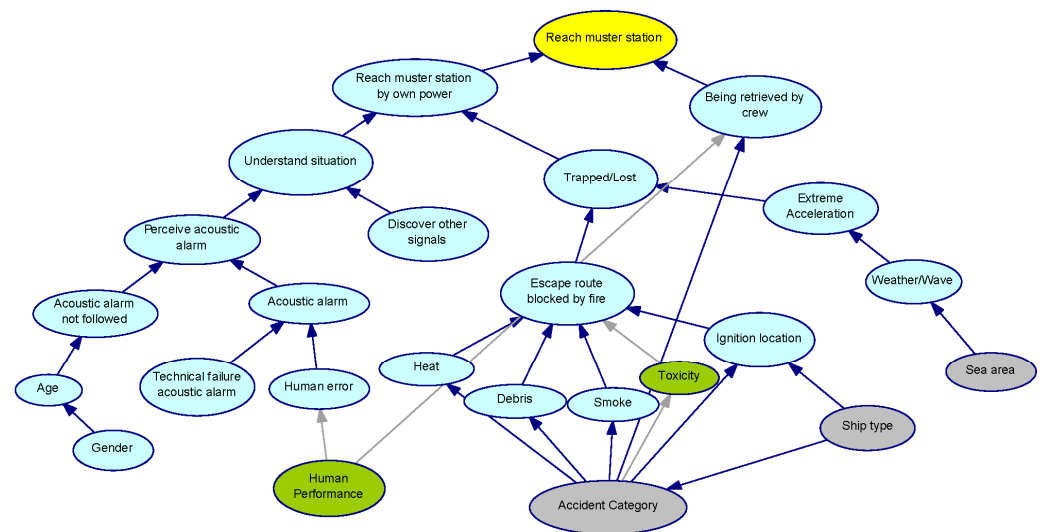 Reach muster station
Reach muster station
by own power
Being retrieved by
crew
Understand situation
Trapped/Lost
Extreme
Acceleration
Perceive acoustic
alarm
Discover other
signals
Weather/Wave
Escape route
blocked by fire
Acoustic alarm
not followed
Acoustic alarm
Ignition location
Heat
Toxicity
Sea area
Age
Technical failure
acoustic alarm
Human error
Debris
Smoke
Ship type
Gender
Human
Performance
Accident Category